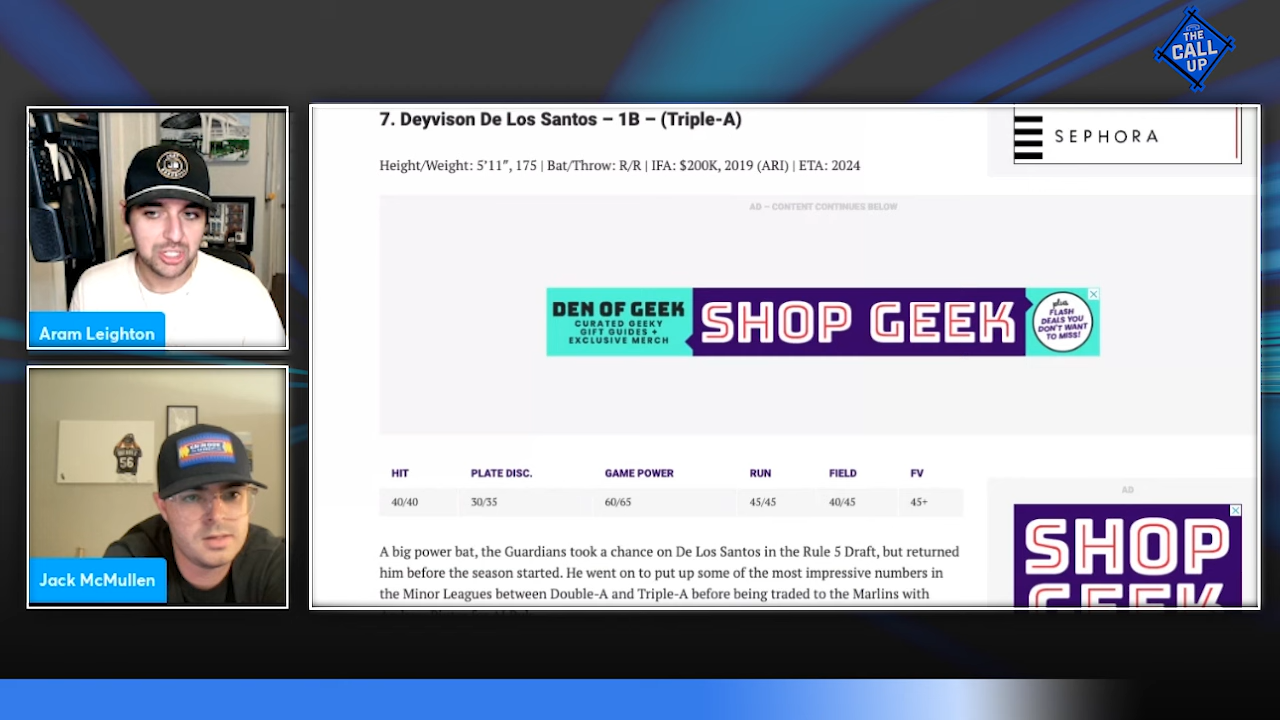 THE
CALL
UP
7. Deyvison De Los Santos – 1B – (Triple-A)
Height/Weight: 5’11″, 175 | Bat/Throw: R/R | IFA: $200K, 2019 (ARI) | ETA: 2024
SEPHORA
AD – CONTENT CONTINUES BELOW
DEN OF GEEK
CURATED GEEKY
GIFT GUIDES +
EXCLUSIVE MERCH
SHOP GEEK
plus
FLASH
DEALS YOU
DON'T WANT
TO MISS!
Aram Leighton
56
Jack McMullen
HIT PLATE DISC. GAME POWER RUN FIELD FV
40/40 30/35 60/65 45/45 40/45 45+
A big power bat, the Guardians took a chance on De Los Santos in the Rule 5 Draft, but returned
him before the season started. He went on to put up some of the most impressive numbers in
the Minor Leagues between Double-A and Triple-A before being traded to the Marlins with
AD
SHOP
GEEK